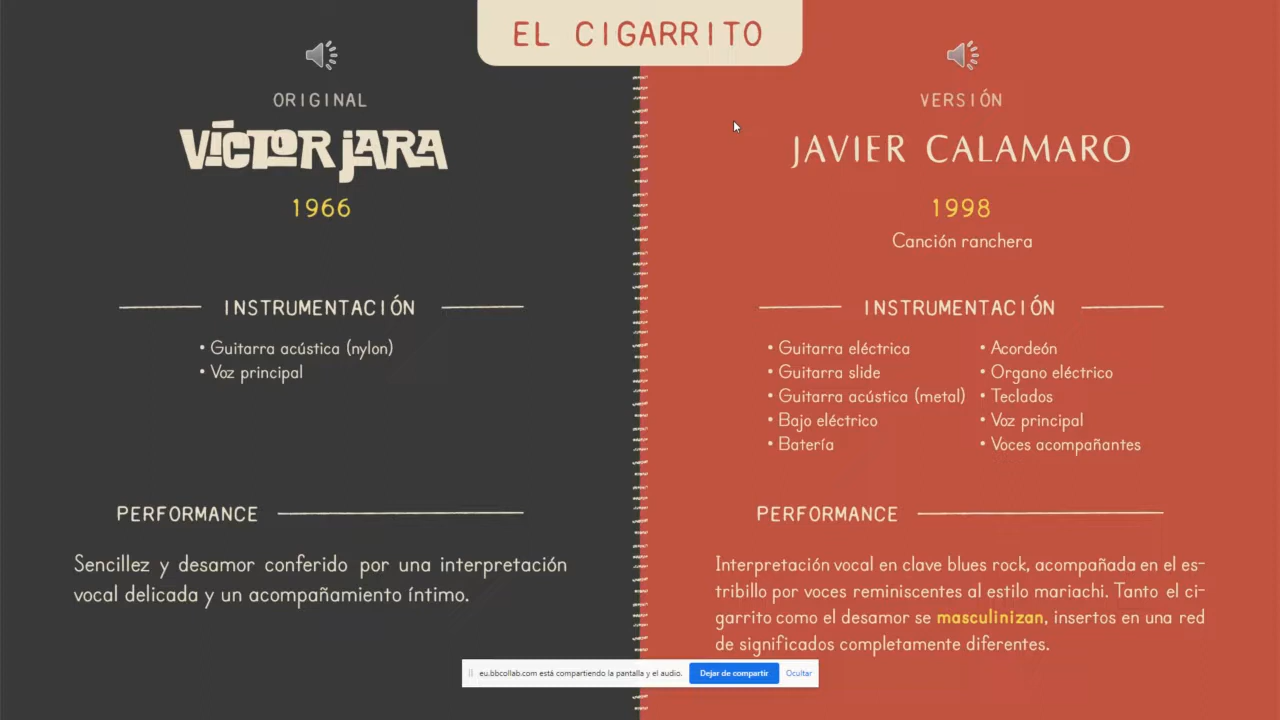 EL CIGARRITO
ORIGINAL
VÍCTOR JARA
1966
INSTRUMENTACIÓN
• Guitarra acústica (nylon)
• Voz principal
PERFORMANCE
Sencillez y desamor conferido por una interpretación
vocal delicada y un acompañamiento íntimo.
VERSIÓN
JAVIER CALAMARO
1998
Canción ranchera
INSTRUMENTACIÓN
• Guitarra eléctrica
• Guitarra slide
• Guitarra acústica (metal)
• Bajo eléctrico
• Batería
• Acordeón
• Organo eléctrico
• Teclados
• Voz principal
• Voces acompañantes
PERFORMANCE
Interpretación vocal en clave blues rock, acompañada en el es-
tribillo por voces reminiscentes al estilo mariachi. Tanto el ci-
garrito como el desamor se masculinizan, insertos en una red
de significados completamente diferentes.
eu.bbcollab.com está compartiendo la pantalla y el audio.
Dejar de compartir
Ocultar